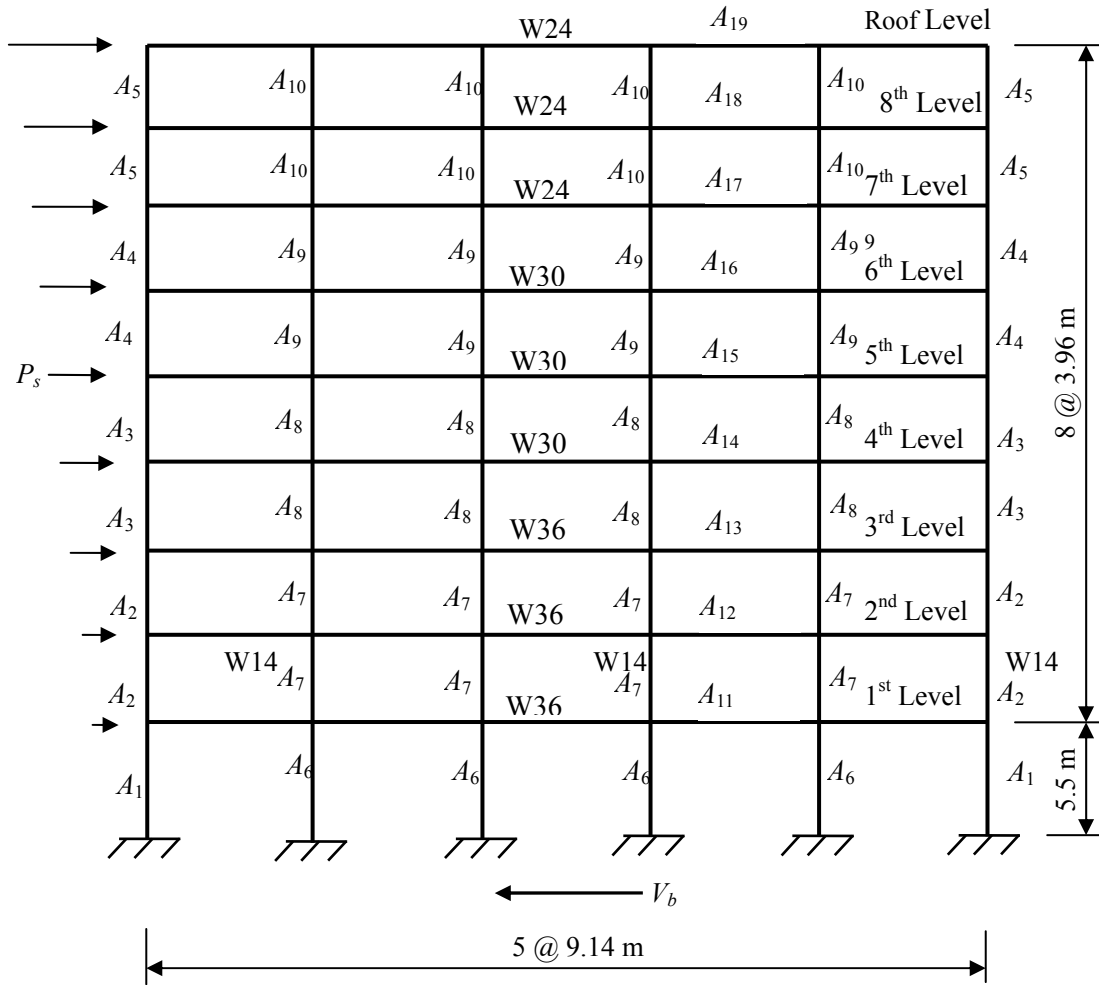 W24 A19 Roof Level
A5 A10 A10 A10 A18 A10 A5
W24 8th Level
A5 A10 A10 A10 A17 A10 A5
W24 7th Level
A4 A9 A9 A9 A16 A9 9 A4
W30 6th Level
A4 A9 A9 A9 A15 A9 A4
W30 5th Level
Ps
A3 A8 A8 A8 A14 A8 A3
W30 4th Level
A3 A8 A8 A8 A13 A8 A3
W36 3rd Level
A2 A7 A7 A7 A12 A7 A2
W36 2nd Level
W14 W14 W14
A2 A7 A7 A7 A11 A7 A2
W36 1st Level
8 @ 3.96 m
A1 A6 A6 A6 A6 A1
5.5 m
Vb
5 @ 9.14 m